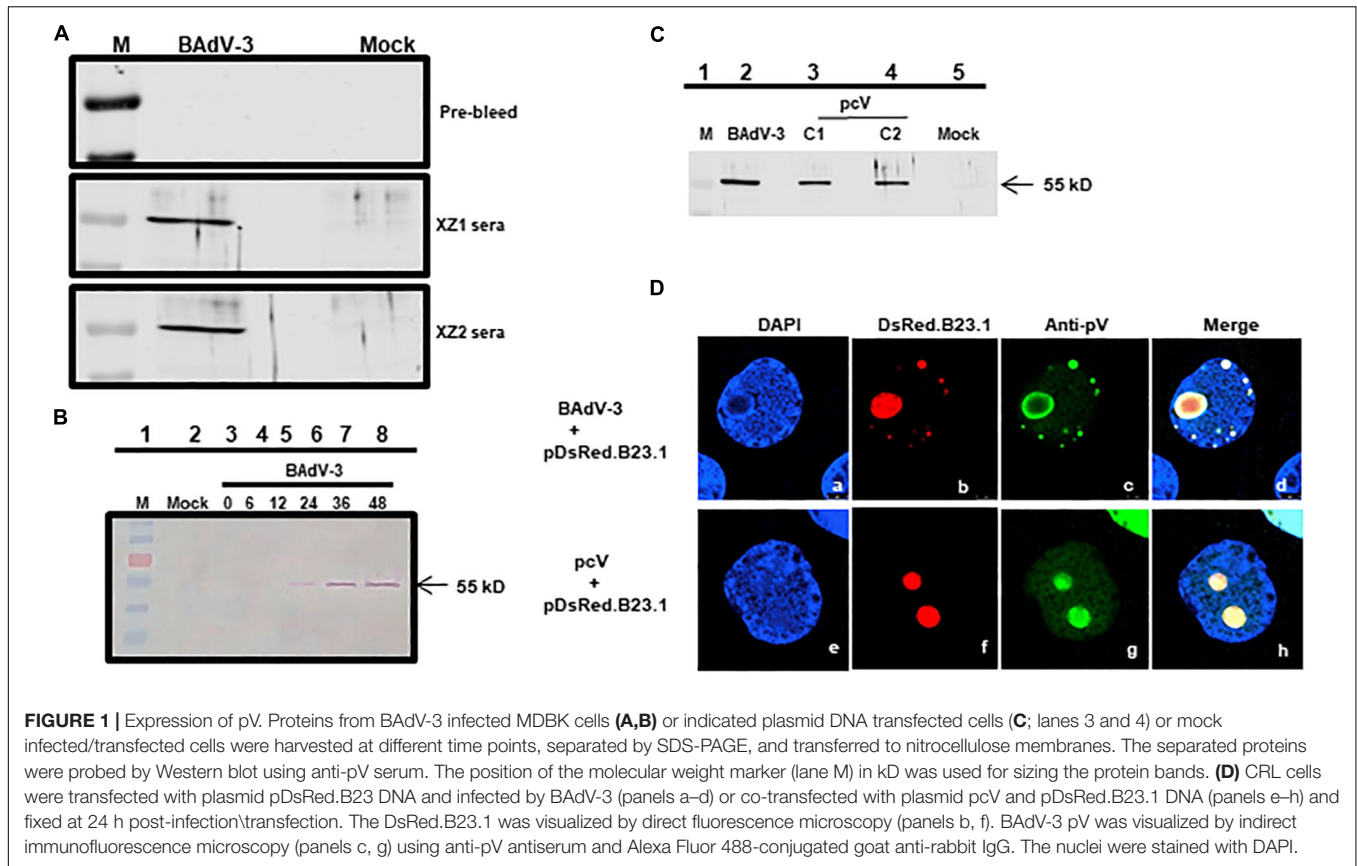 A
M BAdV-3 Mock
Pre-bleed
XZ1 sera
XZ2 sera
B
1 2 3 4 5 6 7 8
BAdV-3
M Mock 0 6 12 24 36 48
55 kD
C
1 2 3 4 5
pcV
M BAdV-3 C1 C2 Mock
55 kD
D
DAPI DsRed.B23.1 Anti-pV Merge
BAdV-3
+
pDsRed.B23.1
a b c d
pcV
+
pDsRed.B23.1
e f g h
FIGURE 1 | Expression of pV. Proteins from BAdV-3 infected MDBK cells (A,B) or indicated plasmid DNA transfected cells (C; lanes 3 and 4) or mock
infected/transfected cells were harvested at different time points, separated by SDS-PAGE, and transferred to nitrocellulose membranes. The separated proteins
were probed by Western blot using anti-pV serum. The position of the molecular weight marker (lane M) in kD was used for sizing the protein bands. (D) CRL cells
were transfected with plasmid pDsRed.B23 DNA and infected by BAdV-3 (panels a–d) or co-transfected with plasmid pcV and pDsRed.B23.1 DNA (panels e–h) and
fixed at 24 h post-infection\transfection. The DsRed.B23.1 was visualized by direct fluorescence microscopy (panels b, f). BAdV-3 pV was visualized by indirect
immunofluorescence microscopy (panels c, g) using anti-pV antiserum and Alexa Fluor 488-conjugated goat anti-rabbit IgG. The nuclei were stained with DAPI.